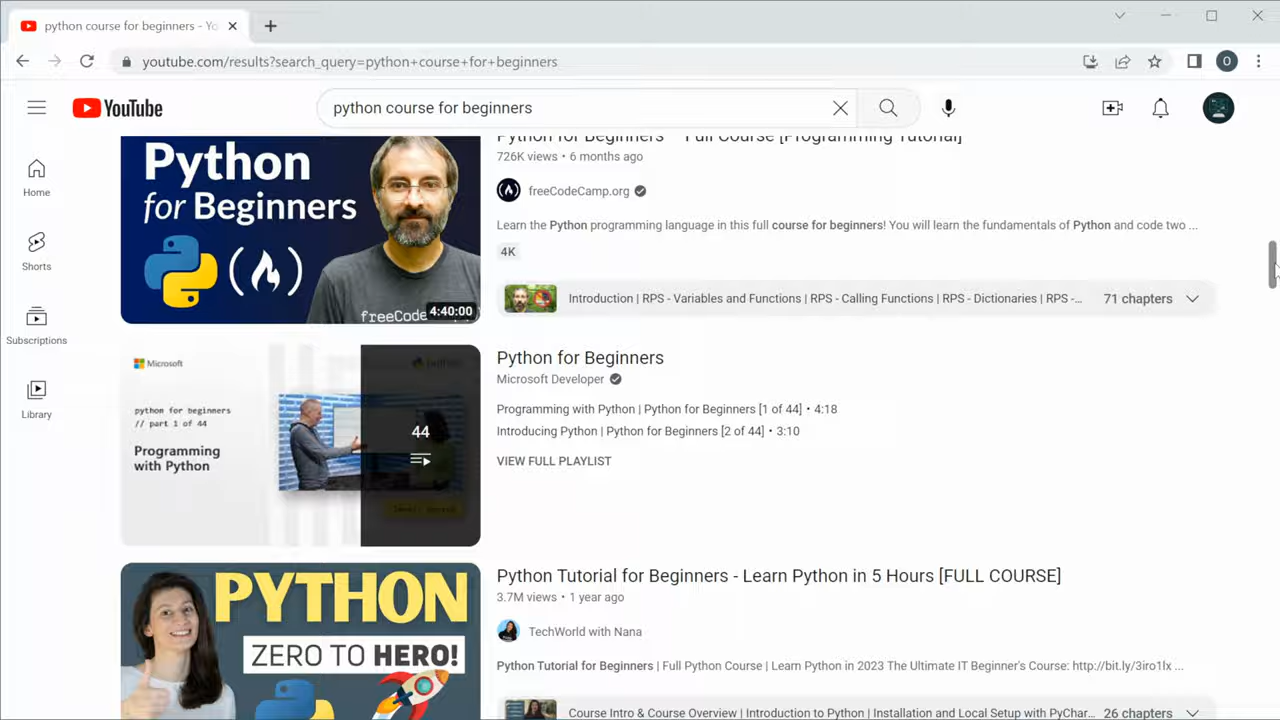 python course for beginners - Yo
youtube.com/results?search_query=python+course+for+beginners
O
YouTube
python course for beginners
Home
Shorts
Subscriptions
Library
Python
for Beginners
freeCodeCamp
4:40:00
Python for Beginners – Full Course [Programming Tutorial]
726K views • 6 months ago
freeCodeCamp.org
Learn the Python programming language in this full course for beginners! You will learn the fundamentals of Python and code two ...
4K
Introduction | RPS - Variables and Functions | RPS - Calling Functions | RPS - Dictionaries | RPS -...
71 chapters
Microsoft
python for beginners
// part 1 of 44
Programming
with Python
44
Python for Beginners
Microsoft Developer
Programming with Python | Python for Beginners [1 of 44] • 4:18
Introducing Python | Python for Beginners [2 of 44] • 3:10
VIEW FULL PLAYLIST
PYTHON
ZERO TO HERO!
Python Tutorial for Beginners - Learn Python in 5 Hours [FULL COURSE]
3.7M views • 1 year ago
TechWorld with Nana
Python Tutorial for Beginners | Full Python Course | Learn Python in 2023 The Ultimate IT Beginner's Course: http://bit.ly/3iro1lx ...
Course Intro & Course Overview | Introduction to Python | Installation and Local Setup with PyChar...
26 chapters